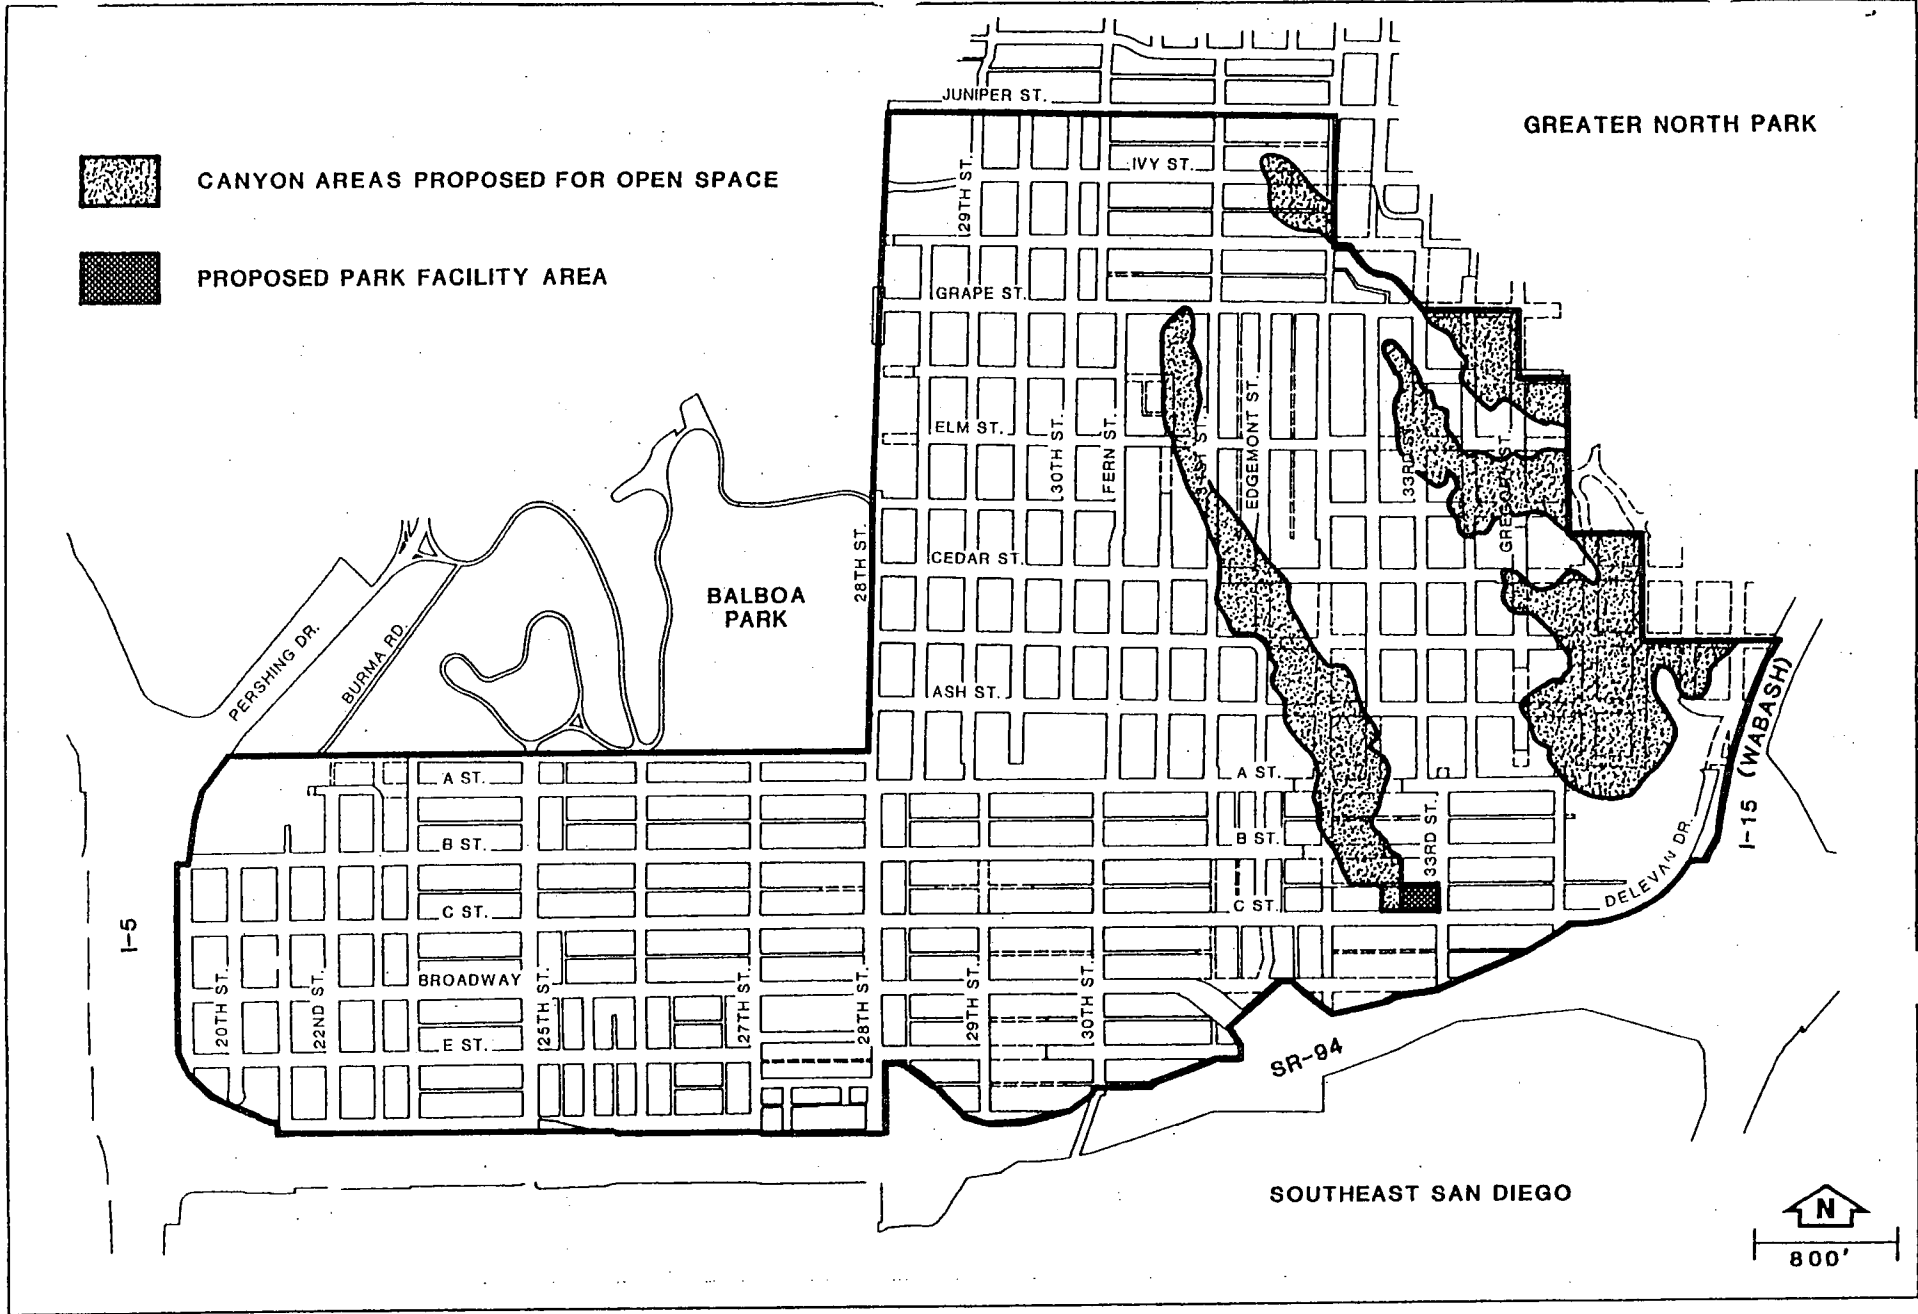 JUNIPER ST.
GREATER NORTH PARK
CANYON AREAS PROPOSED FOR OPEN SPACE
IVY ST.
29TH ST.
PROPOSED PARK FACILITY AREA
GRAPE ST.
ELM ST.
30TH ST.
FERN ST.
EDGEMONT ST.
33RD ST.
GREGORY ST.
CEDAR ST.
28TH ST.
BALBOA
PARK
PERSHING DR.
BURMA RD.
ASH ST.
I-15 (WABASH)
A ST.
A ST.
B ST.
B ST.
33RD ST.
DELEVAN DR.
C ST.
C ST.
I-5
BROADWAY
20TH ST.
22ND ST.
25TH ST.
27TH ST.
28TH ST.
29TH ST.
30TH ST.
E ST.
SR-94
SOUTHEAST SAN DIEGO
N
800'